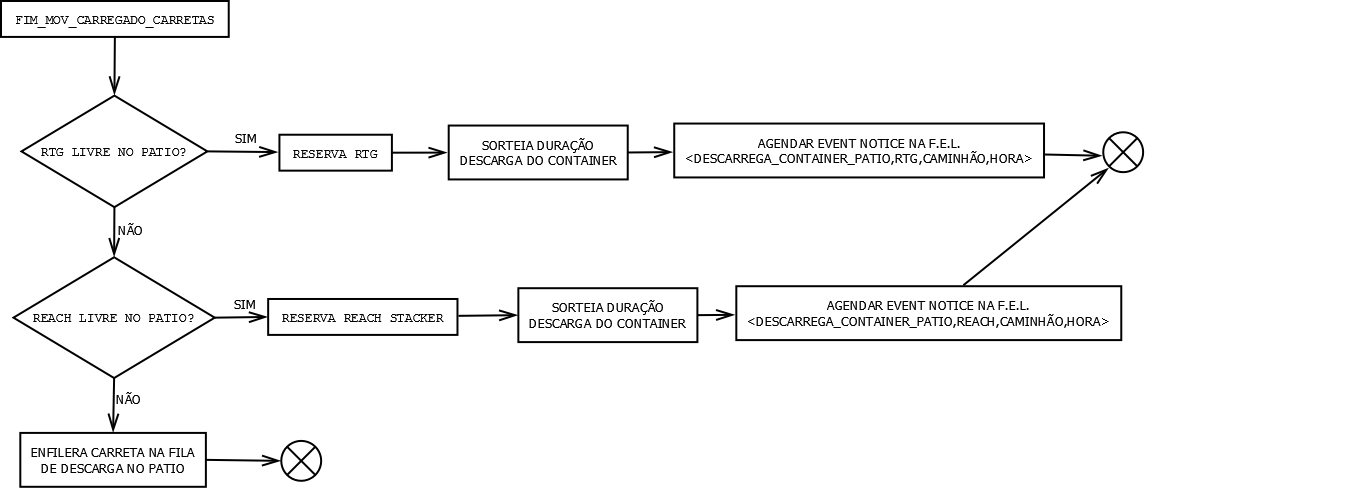 FIM_MOV_CARREGADO_CARRETAS
RTG LIVRE NO PATIO?
SIM
RESERVA RTG
SORTEIA DURAÇÃO
DESCARGA DO CONTAINER
AGENDAR EVENT NOTICE NA F.E.L.
<DESCARREGA_CONTAINER_PATIO,RTG,CAMINHÃO,HORA>
NÃO
REACH LIVRE NO PATIO?
SIM
RESERVA REACH STACKER
SORTEIA DURAÇÃO
DESCARGA DO CONTAINER
AGENDAR EVENT NOTICE NA F.E.L.
<DESCARREGA_CONTAINER_PATIO,REACH,CAMINHÃO,HORA>
NÃO
ENFILERA CARRETA NA FILA
DE DESCARGA NO PATIO